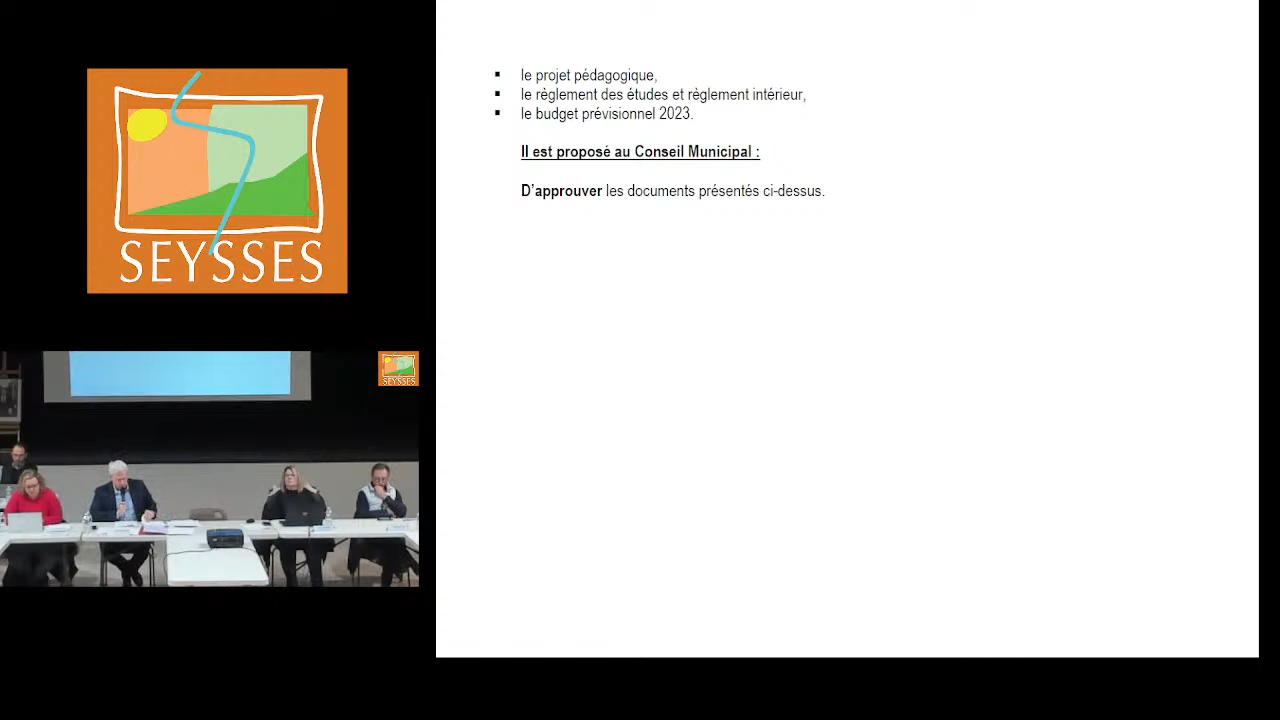 SEYSSES
SEYSSES
▪ le projet pédagogique,
▪ le règlement des études et règlement intérieur,
▪ le budget prévisionnel 2023.
Il est proposé au Conseil Municipal :
D'approuver les documents présentés ci-dessus.